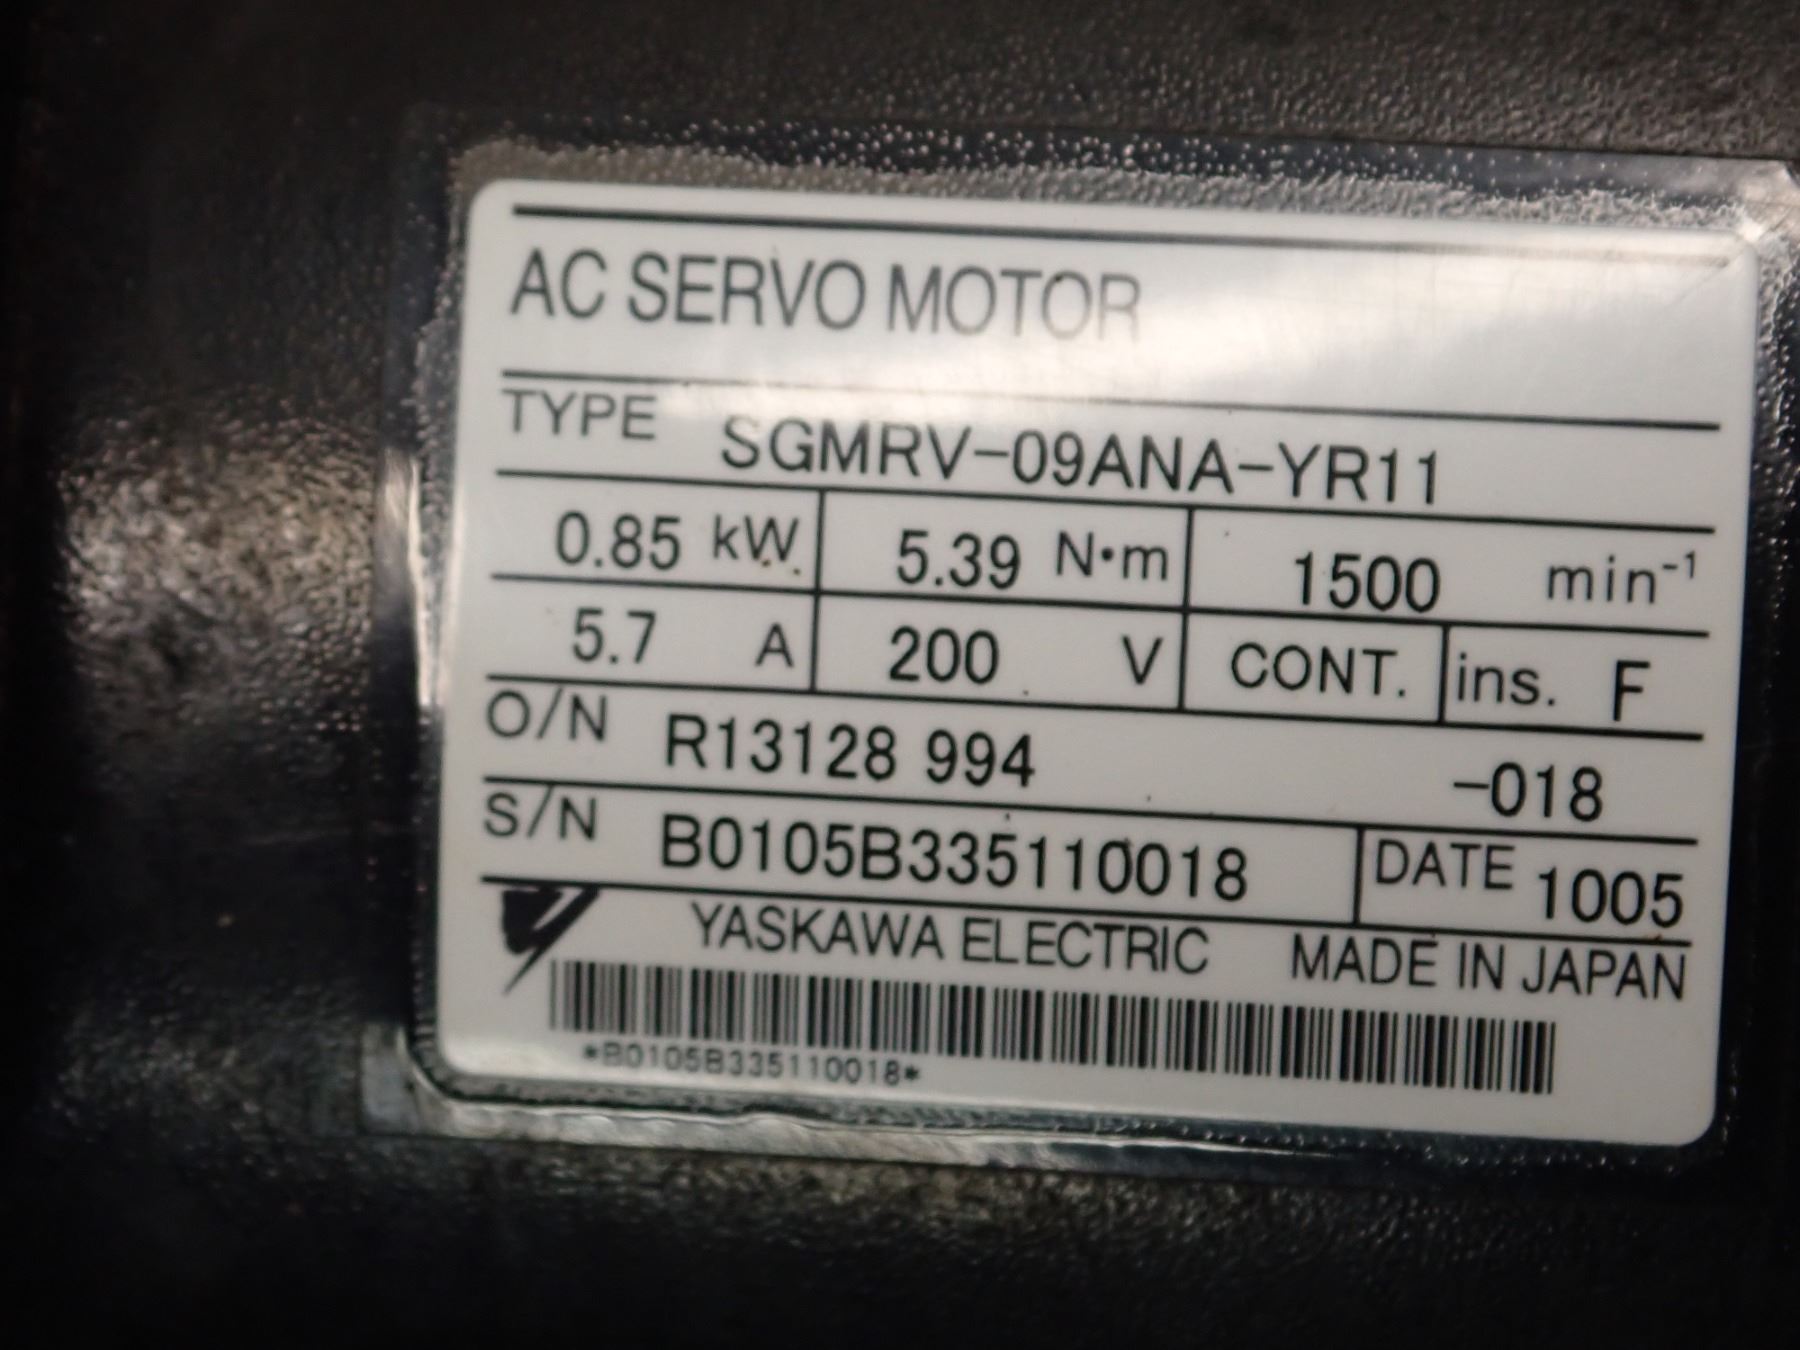 AC SERVO MOTOR
TYPE SGMRV-09ANA-YR11
0.85 kW 5.39 N•m 1500 min⁻¹
5.7 A 200 V CONT. ins. F
O/N R13128 994 -018
S/N B0105B335110018 DATE 1005
YASKAWA ELECTRIC MADE IN JAPAN
*B0105B335110018*